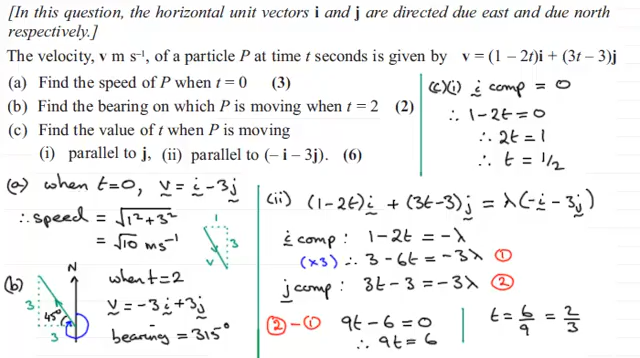 [In this question, the horizontal unit vectors i and j are directed due east and due north
respectively.]
The velocity, v m s⁻¹, of a particle P at time t seconds is given by v = (1 − 2t)i + (3t − 3)j
(a) Find the speed of P when t = 0 (3)
(b) Find the bearing on which P is moving when t = 2 (2)
(c) Find the value of t when P is moving
(i) parallel to j, (ii) parallel to (− i − 3j). (6)
(c)(i) i comp = 0
∴ 1−2t = 0
∴ 2t = 1
∴ t = 1/2
(a) when t=0, v = i − 3j
∴ speed = √1²+3²
= √10 ms⁻¹
1
3
v
(b)
N
3
45°
3
when t=2
v = −3i + 3j
bearing = 315°
(ii) (1−2t)i + (3t−3)j = λ(−i − 3j)
i comp: 1−2t = −λ
(×3) ∴ 3−6t = −3λ ①
j comp: 3t−3 = −3λ ②
②−① 9t−6 = 0
∴ 9t = 6
t = 6/9 = 2/3